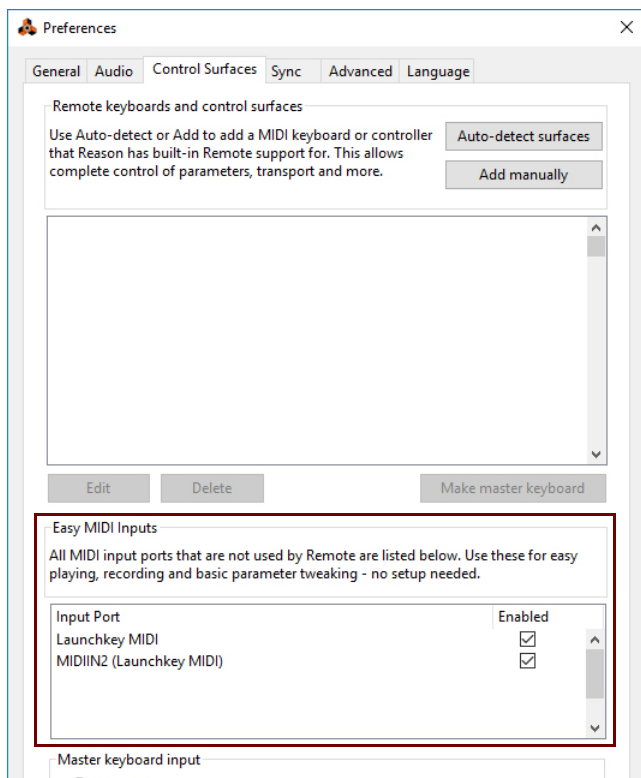 Preferences
General Audio Control Surfaces Sync Advanced Language
Remote keyboards and control surfaces
Use Auto-detect or Add to add a MIDI keyboard or controller
that Reason has built-in Remote support for. This allows
complete control of parameters, transport and more.
Auto-detect surfaces
Add manually
Edit Delete Make master keyboard
Easy MIDI Inputs
All MIDI input ports that are not used by Remote are listed below. Use these for easy
playing, recording and basic parameter tweaking - no setup needed.
Input Port Enabled
Launchkey MIDI
MIDIIN2 (Launchkey MIDI)
Master keyboard input